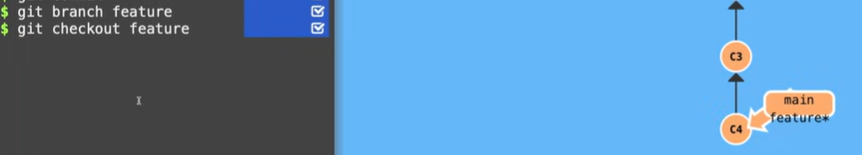 $ git branch feature
$ git checkout feature
C3
main
feature*
C4